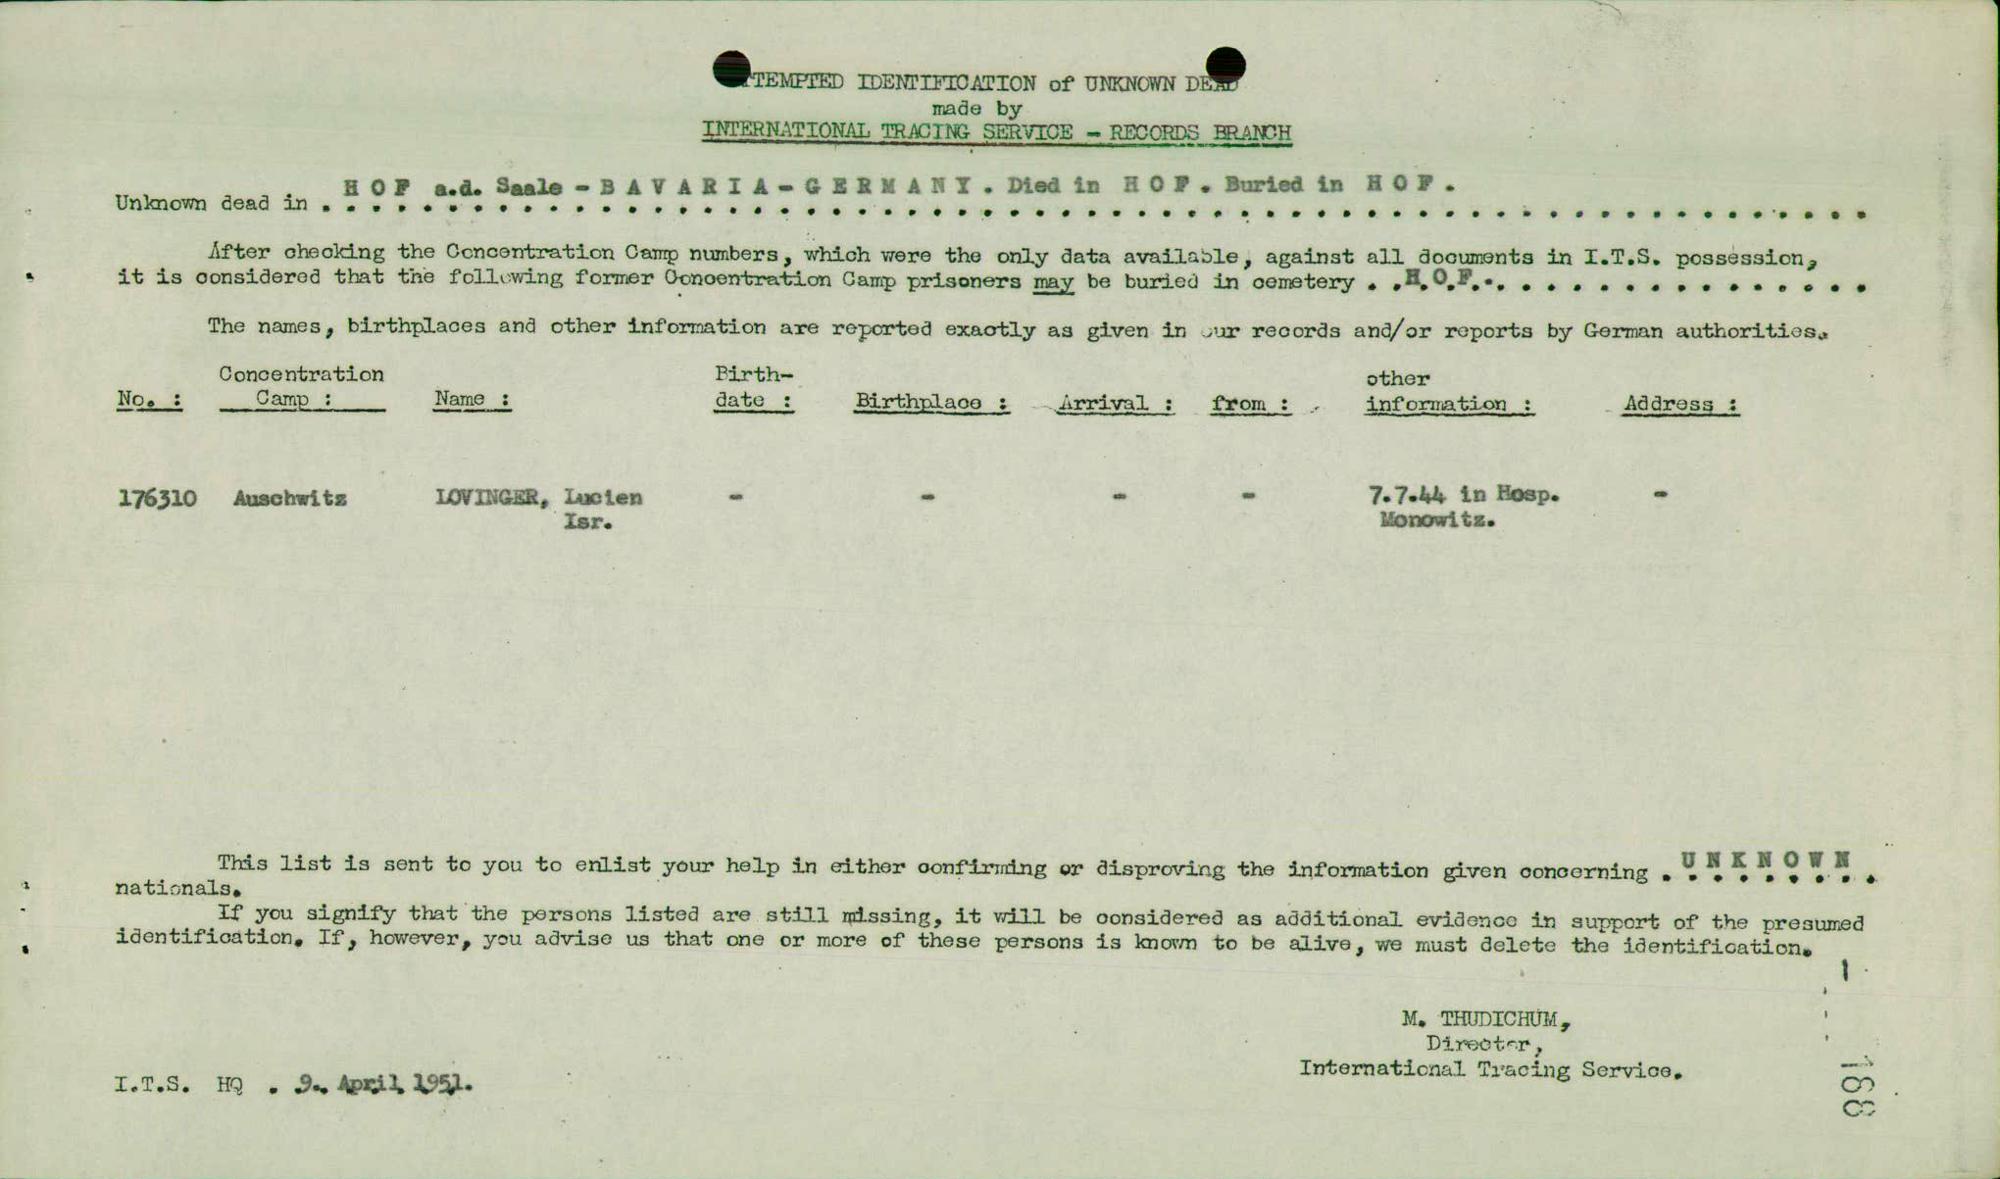 ATTEMPTED IDENTIFICATION of UNKNOWN DEAD
made by
INTERNATIONAL TRACING SERVICE - RECORDS BRANCH
Unknown dead in . HOF a.d. Saale - BAVARIA - GERMANY. Died in HOF. Buried in HOF.
After checking the Concentration Camp numbers, which were the only data available, against all documents in I.T.S. possession,
it is considered that the following former Concentration Camp prisoners may be buried in cemetery . . H.O.F. . . . . . . . . . . . . . . .
The names, birthplaces and other information are reported exactly as given in our records and/or reports by German authorities.
No. : Concentration Camp : Name : Birth-date : Birthplace : Arrival : from : other information : Address :
176310 Auschwitz LOVINGER, Lucien - - - - 7.7.44 in Hosp. -
Isr. Monowitz.
This list is sent to you to enlist your help in either confirming or disproving the information given concerning . UNKNOWN .
nationals.
If you signify that the persons listed are still missing, it will be considered as additional evidence in support of the presumed
identification. If, however, you advise us that one or more of these persons is known to be alive, we must delete the identification.
M. THUDICHUM,
Director,
International Tracing Service.
I.T.S. HQ . 9. April 1951.
188